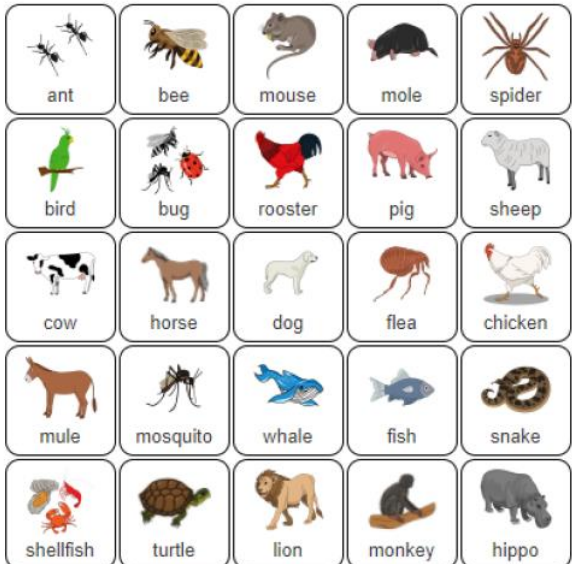 ant bee mouse mole spider
bird bug rooster pig sheep
cow horse dog flea chicken
mule mosquito whale fish snake
shellfish turtle lion monkey hippo